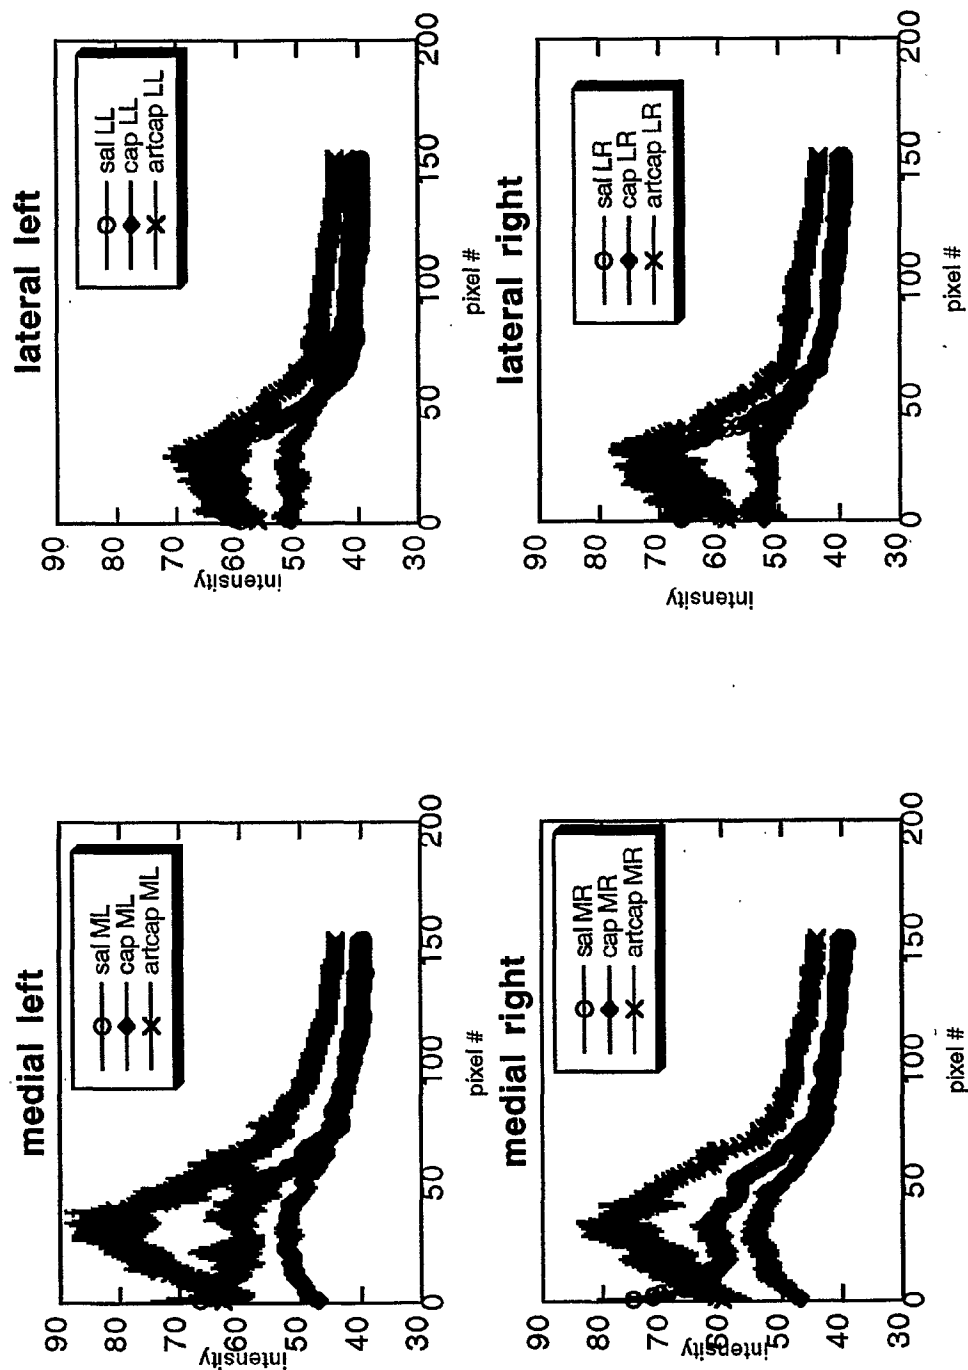 medial left
90
80
70
60
50
40
30
intensity
sal ML
cap ML
artcap ML
0
50
100
150
200
pixel #
lateral left
90
80
70
60
50
40
30
intensity
sal LL
cap LL
artcap LL
0
50
100
150
200
pixel #
medial right
90
80
70
60
50
40
30
intensity
sal MR
cap MR
artcap MR
0
50
100
150
200
pixel #
lateral right
90
80
70
60
50
40
30
intensity
sal LR
cap LR
artcap LR
0
50
100
150
200
pixel #